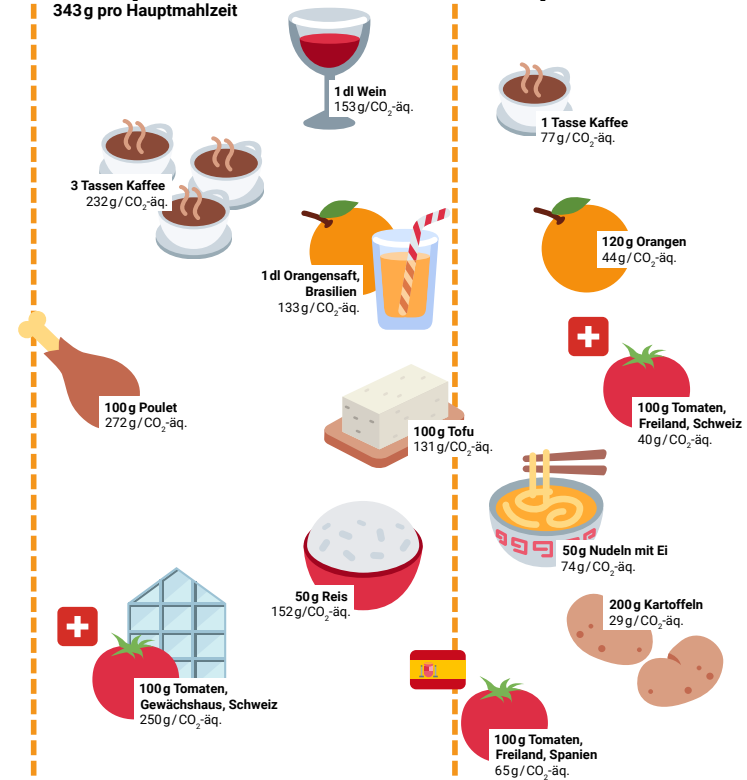 343 g pro Hauptmahlzeit
1 dl Wein
153 g/CO₂-äq.
1 Tasse Kaffee
77 g/CO₂-äq.
3 Tassen Kaffee
232 g/CO₂-äq.
120 g Orangen
44 g/CO₂-äq.
1 dl Orangensaft,
Brasilien
133 g/CO₂-äq.
100 g Poulet
272 g/CO₂-äq.
100 g Tomaten,
Freiland, Schweiz
40 g/CO₂-äq.
100 g Tofu
131 g/CO₂-äq.
50 g Nudeln mit Ei
74 g/CO₂-äq.
50 g Reis
152 g/CO₂-äq.
200 g Kartoffeln
29 g/CO₂-äq.
100 g Tomaten,
Gewächshaus, Schweiz
250 g/CO₂-äq.
100 g Tomaten,
Freiland, Spanien
65 g/CO₂-äq.